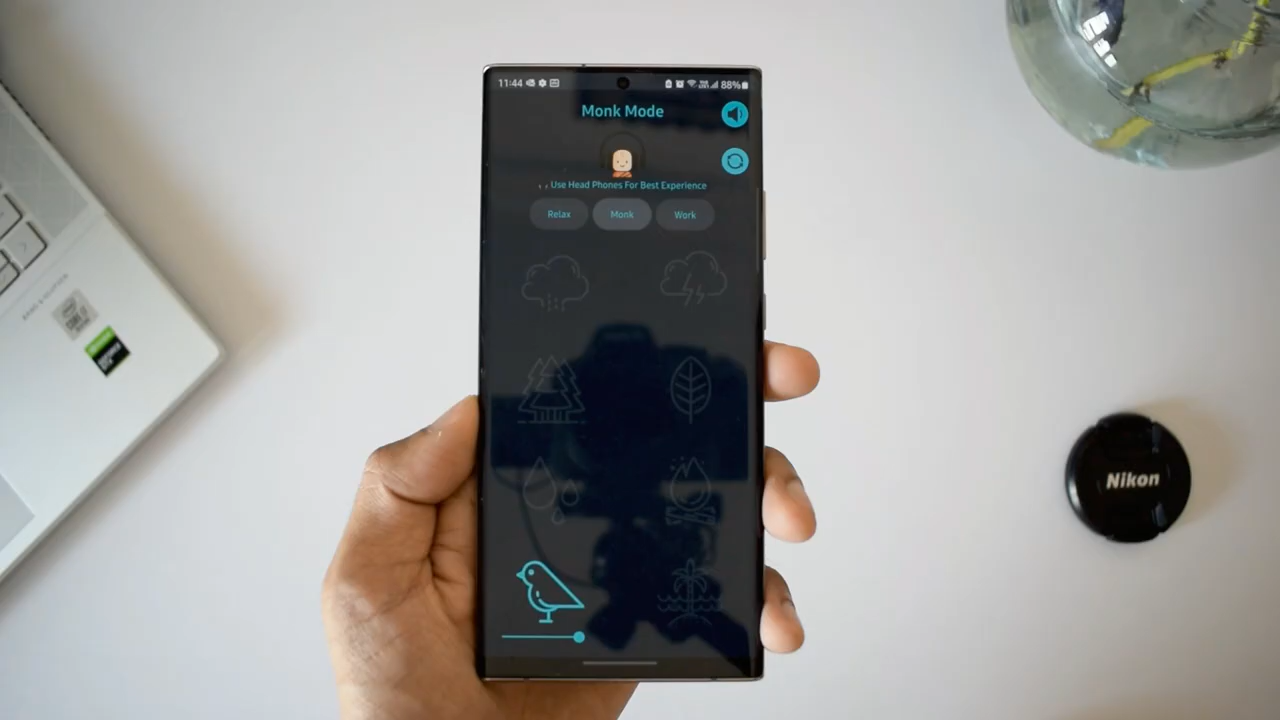 11:44
88%
Monk Mode
Use Head Phones For Best Experience
Relax
Monk
Work
Nikon